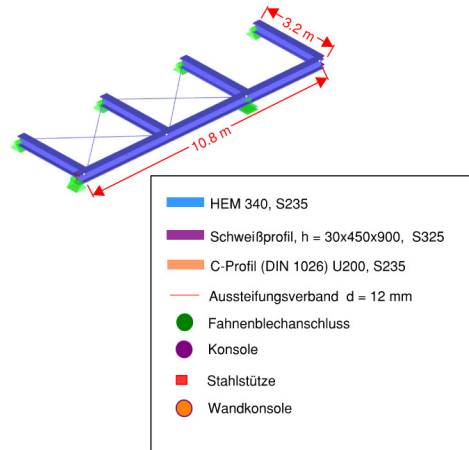 3.2 m
10.8 m
HEM 340, S235
Schweißprofil, h = 30x450x900, S325
C-Profil (DIN 1026) U200, S235
Aussteifungsverband d = 12 mm
Fahnenblechanschluss
Konsole
Stahlstütze
Wandkonsole